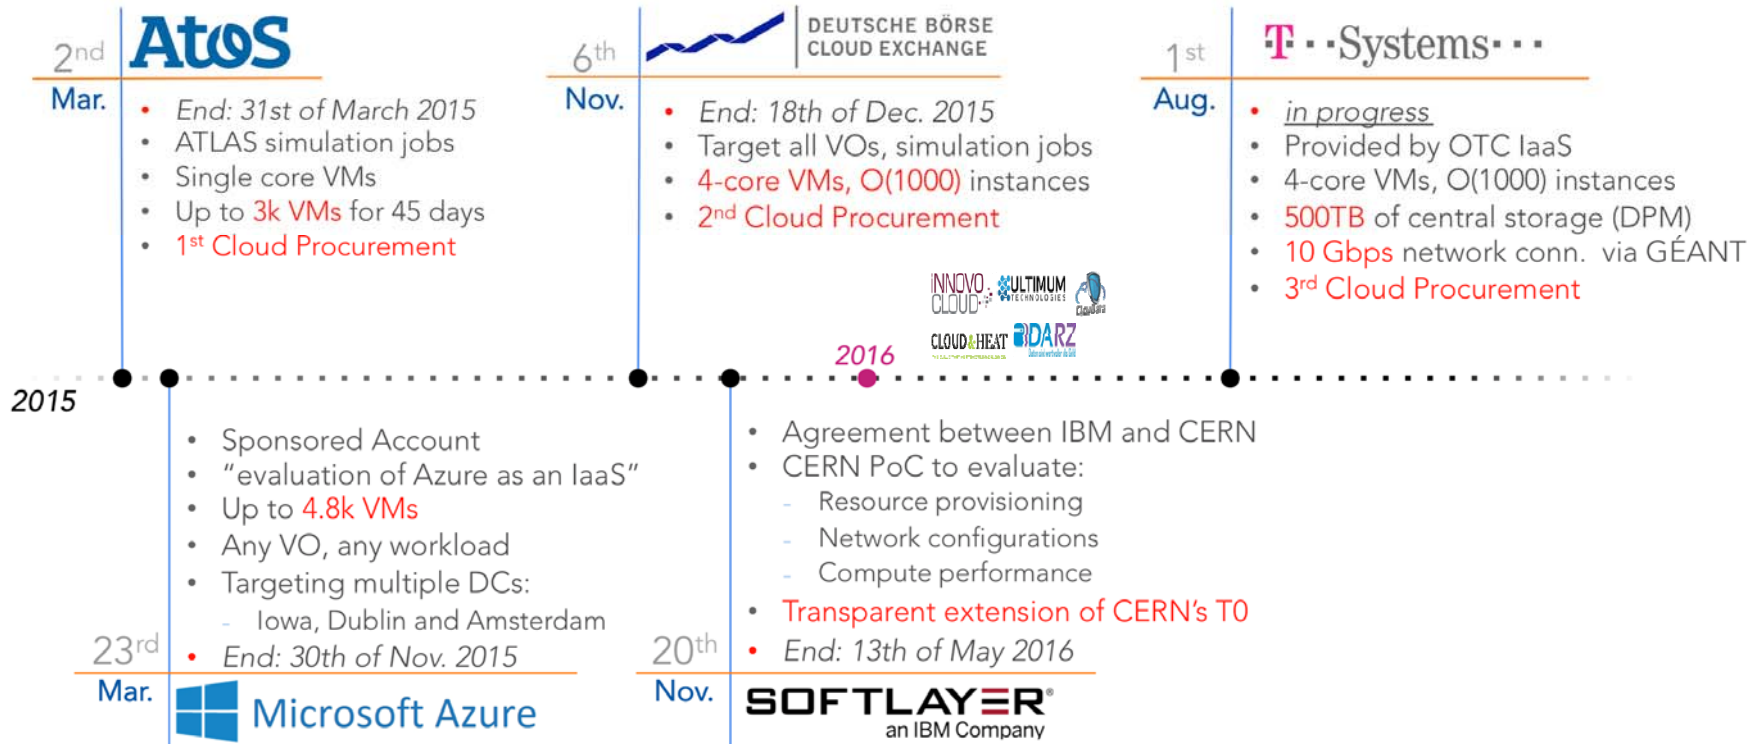 2nd
Mar.
Atos
End: 31st of March 2015
ATLAS simulation jobs
Single core VMs
Up to 3k VMs for 45 days
1st Cloud Procurement
6th
Nov.
DEUTSCHE BÖRSE
CLOUD EXCHANGE
End: 18th of Dec. 2015
Target all VOs, simulation jobs
4-core VMs, O(1000) instances
2nd Cloud Procurement
INNOVO
CLOUD
ULTIMUM
TECHNOLOGIES
CLOUD&HEAT
DARZ
1st
Aug.
T··Systems···
in progress
Provided by OTC IaaS
4-core VMs, O(1000) instances
500TB of central storage (DPM)
10 Gbps network conn. via GÉANT
3rd Cloud Procurement
2015
2016
Sponsored Account
“evaluation of Azure as an IaaS”
Up to 4.8k VMs
Any VO, any workload
Targeting multiple DCs:
- Iowa, Dublin and Amsterdam
End: 30th of Nov. 2015
23rd
Mar.
Microsoft Azure
Agreement between IBM and CERN
CERN PoC to evaluate:
- Resource provisioning
- Network configurations
- Compute performance
Transparent extension of CERN’s T0
End: 13th of May 2016
20th
Nov.
SOFTLAYER®
an IBM Company